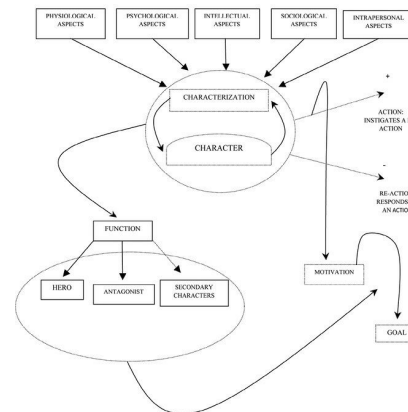 PHYSIOLOGICAL
ASPECTS
PSYCHOLOGICAL
ASPECTS
INTELLECTUAL
ASPECTS
SOCIOLOGICAL
ASPECTS
INTRAPERSONAL
ASPECTS
CHARACTERIZATION
CHARACTER
+
ACTION:
INSTIGATES A
ACTION
-
RE-ACTIO
RESPONDS
AN ACTIO
FUNCTION
HERO
ANTAGONIST
SECONDARY
CHARACTERS
MOTIVATION
GOAL